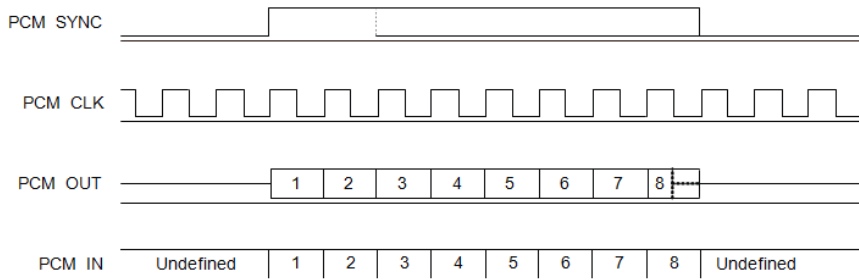 PCM SYNC
PCM CLK
PCM OUT 1 2 3 4 5 6 7 8
PCM IN Undefined 1 2 3 4 5 6 7 8 Undefined